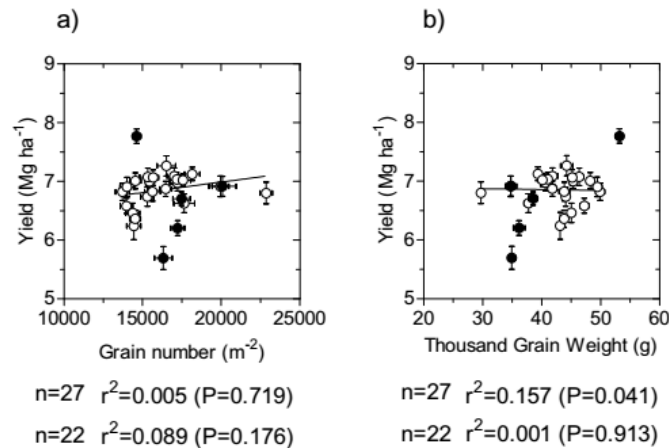 a)
9
8
7
6
5
Yield (Mg ha⁻¹)
10000 15000 20000 25000
Grain number (m⁻²)
n=27 r²=0.005 (P=0.719)
n=22 r²=0.089 (P=0.176)
b)
9
8
7
6
5
Yield (Mg ha⁻¹)
20 30 40 50 60
Thousand Grain Weight (g)
n=27 r²=0.157 (P=0.041)
n=22 r²=0.001 (P=0.913)